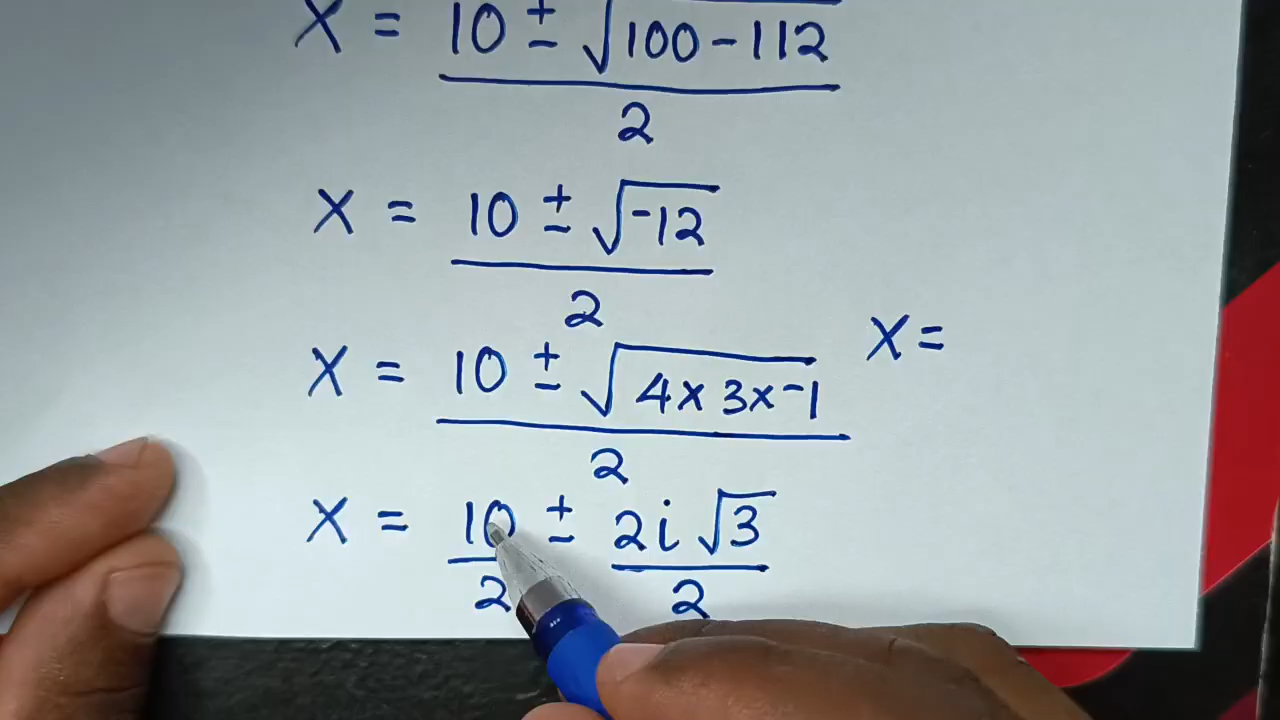 X = 10 ± √100-112
2
X = 10 ± √-12
2
X = 10 ± √4x3x-1
2
X =
X = 10/2 ± 2i√3/2